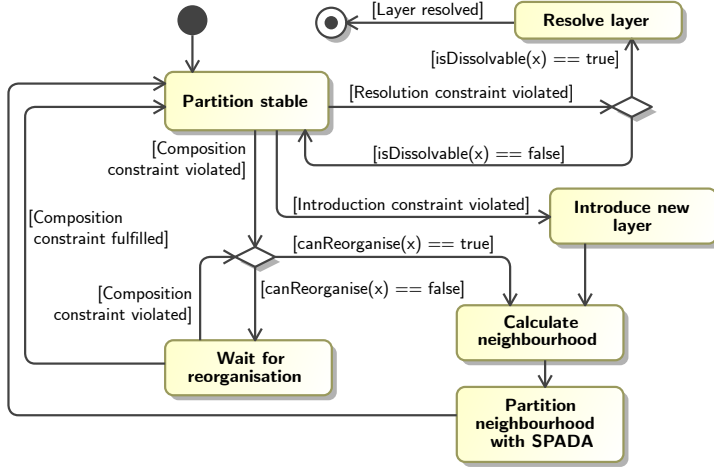 [Layer resolved]
Resolve layer
[isDissolvable(x) == true]
Partition stable
[Resolution constraint violated]
[Composition
constraint violated]
[isDissolvable(x) == false]
[Introduction constraint violated]
Introduce new
layer
[Composition
constraint fulfilled]
[canReorganise(x) == true]
[canReorganise(x) == false]
[Composition
constraint violated]
Calculate
neighbourhood
Wait for
reorganisation
Partition
neighbourhood
with SPADA